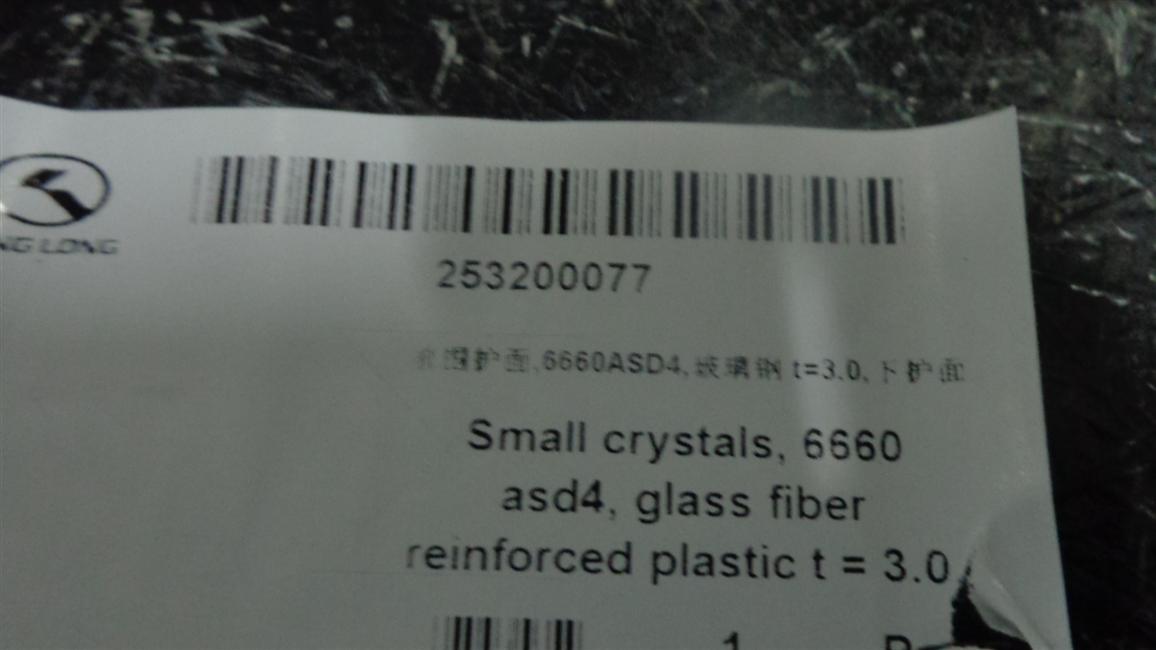 NG LONG
253200077
护面,6660ASD4,玻璃钢 t=3.0,下护面
Small crystals, 6660
asd4, glass fiber
reinforced plastic t = 3.0
1